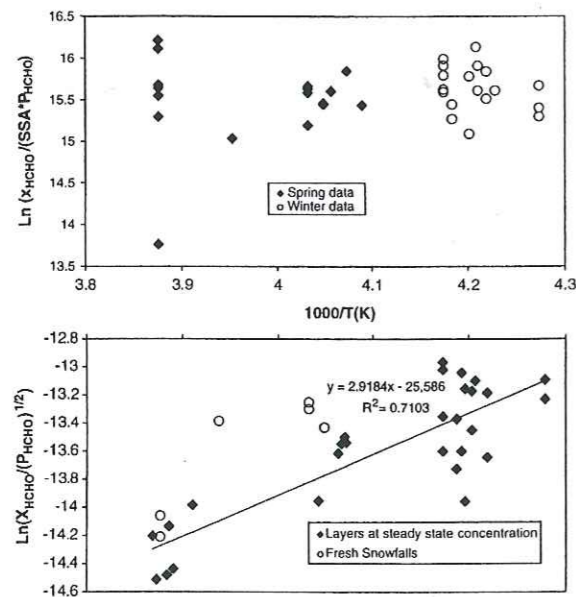 Ln (xHCHO/(SSA*PHCHO)
16.5
16
15.5
15
14.5
14
13.5
◆ Spring data
○ Winter data
3.8 3.9 4 4.1 4.2 4.3
1000/T(K)
Ln(XHCHO/(PHCHO)1/2)
-12.8
-13
-13.2
-13.4
-13.6
-13.8
-14
-14.2
-14.4
-14.6
y = 2.9184x - 25,586
R2= 0.7103
◆ Layers at steady state concentration
○ Fresh Snowfalls